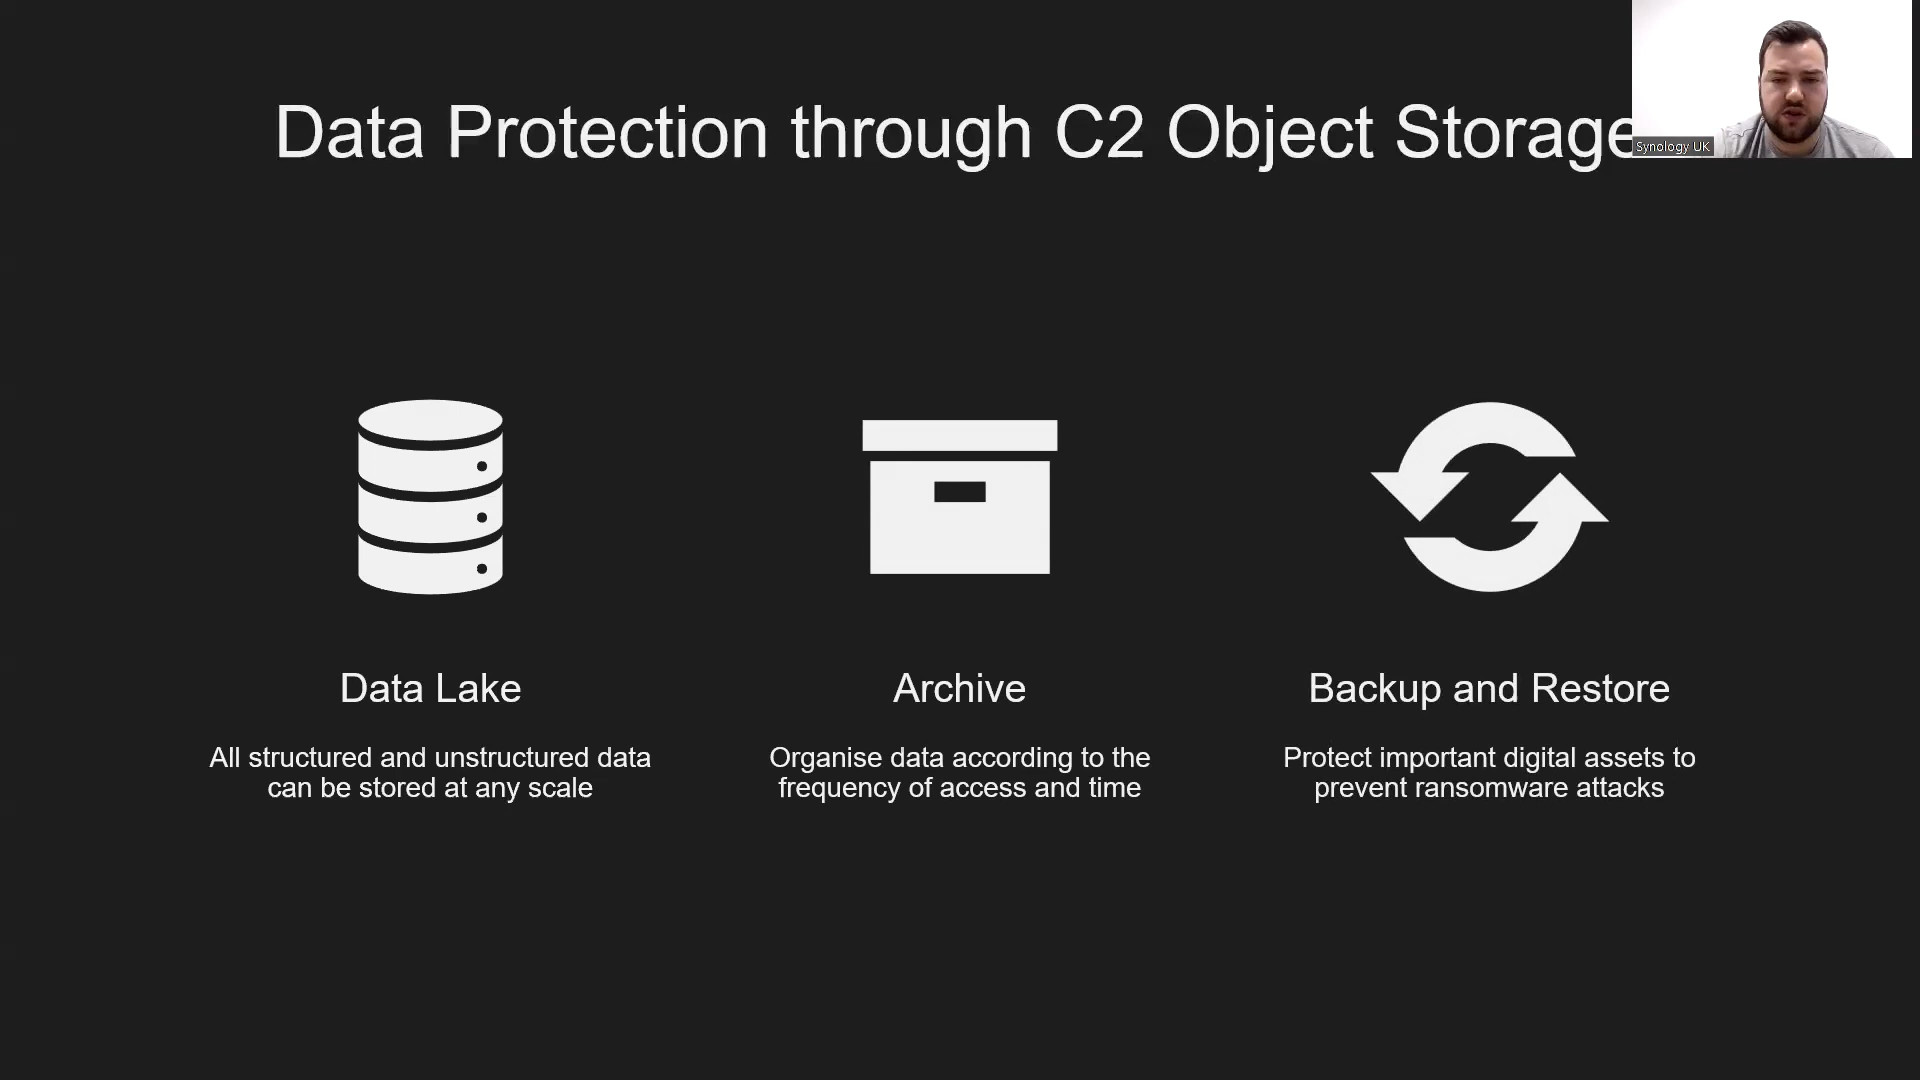 Data Protection through C2 Object Storage
Synology UK
Data Lake
All structured and unstructured data
can be stored at any scale
Archive
Organise data according to the
frequency of access and time
Backup and Restore
Protect important digital assets to
prevent ransomware attacks